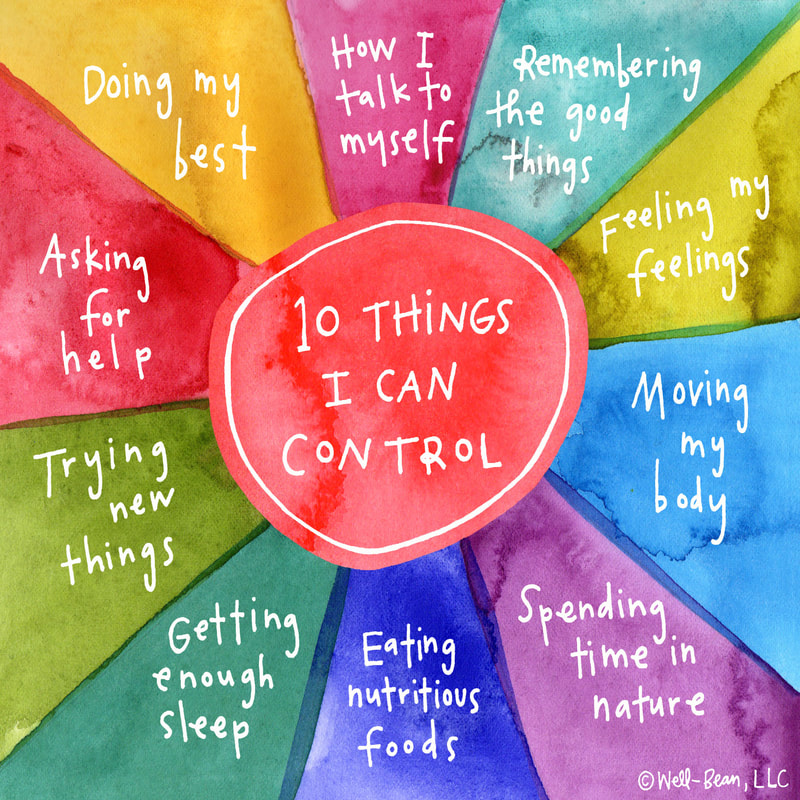 10 THiNGS
I CAN
CONTROL
How I
talk to
myself
Remembering
the good
things
Feeling my
feelings
Moving
my
body
Spending
time in
nature
Eating
nutritious
foods
Getting
enough
sleep
Trying
new
things
Asking
for
help
Doing my
best
©Well-Bean, LLC